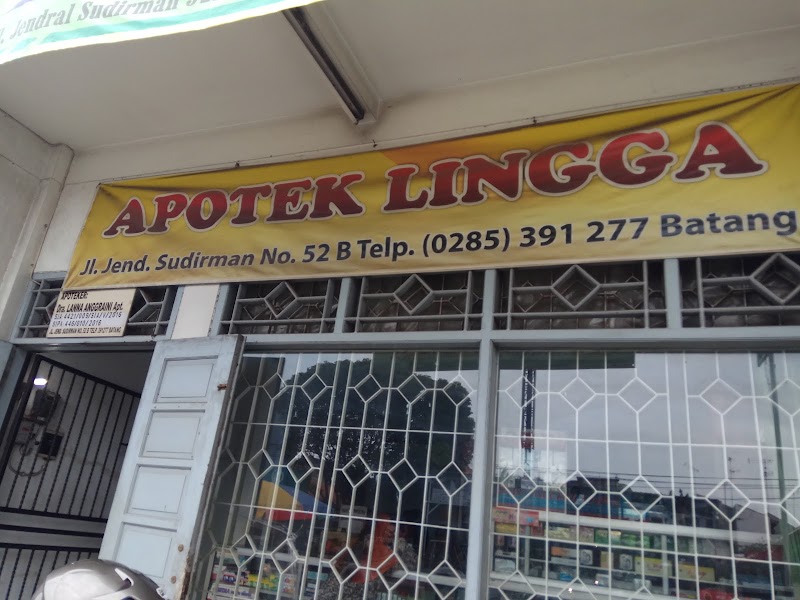 Jendral Sudirman
APOTEK LINGGA
Jl. Jend. Sudirman No. 52 B Telp. (0285) 391 277 Batang
APOTEKER:
Dra. LANNA ANGGRAINI Apt.